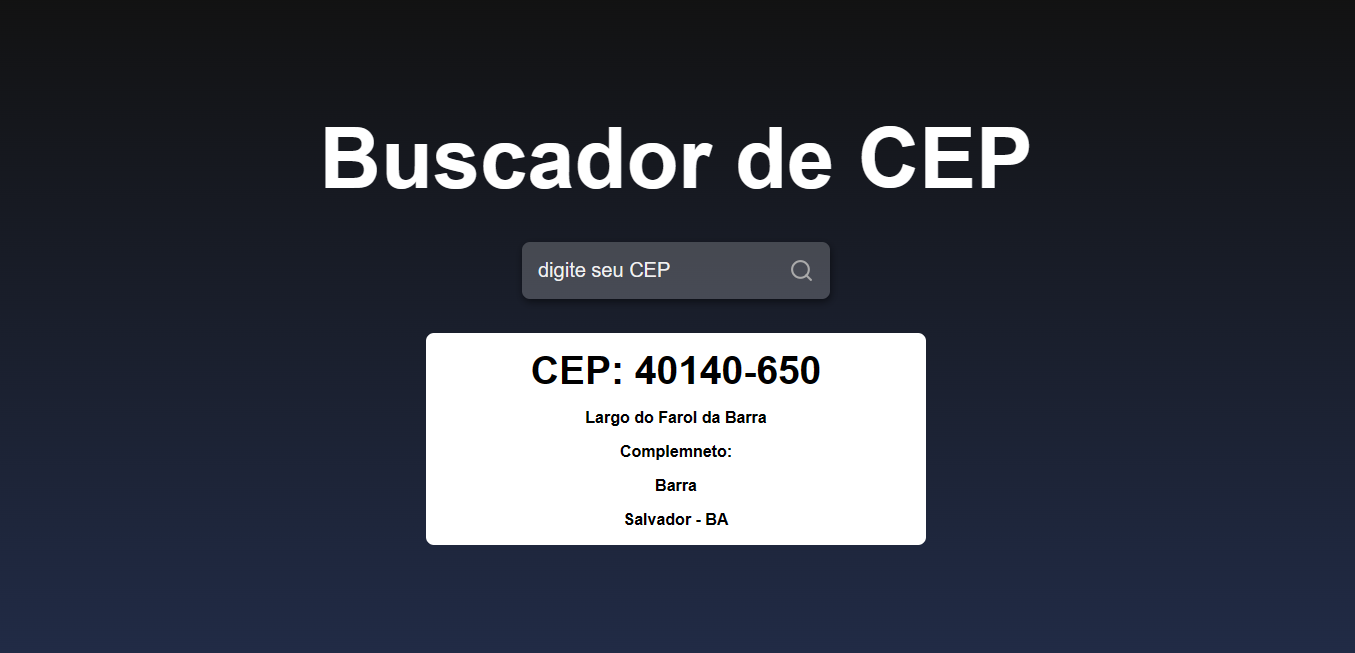 Buscador de CEP
digite seu CEP
CEP: 40140-650
Largo do Farol da Barra
Complemneto:
Barra
Salvador - BA